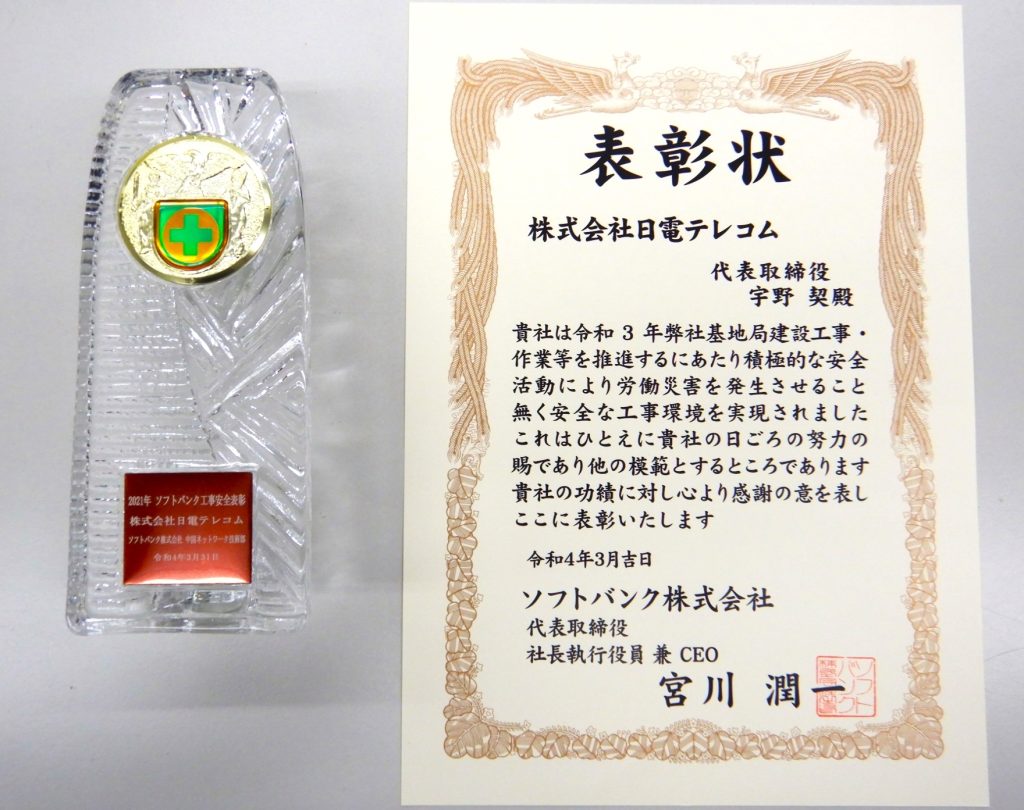 2021年 ソフトバンク工事安全表彰
株式会社日電テレコム
ソフトバンク株式会社 中国ネットワーク技術部
令和4年3月31日
表彰状
株式会社日電テレコム
代表取締役
宇野 契殿
貴社は令和3年弊社基地局建設工事・
作業等を推進するにあたり積極的な安全
活動により労働災害を発生させること
無く安全な工事環境を実現されました
これはひとえに貴社の日ごろの努力の
賜であり他の模範とするところであります
貴社の功績に対し心より感謝の意を表し
ここに表彰いたします
令和4年3月吉日
ソフトバンク株式会社
代表取締役
社長執行役員 兼 CEO
宮川 潤一
ソフト
バンク